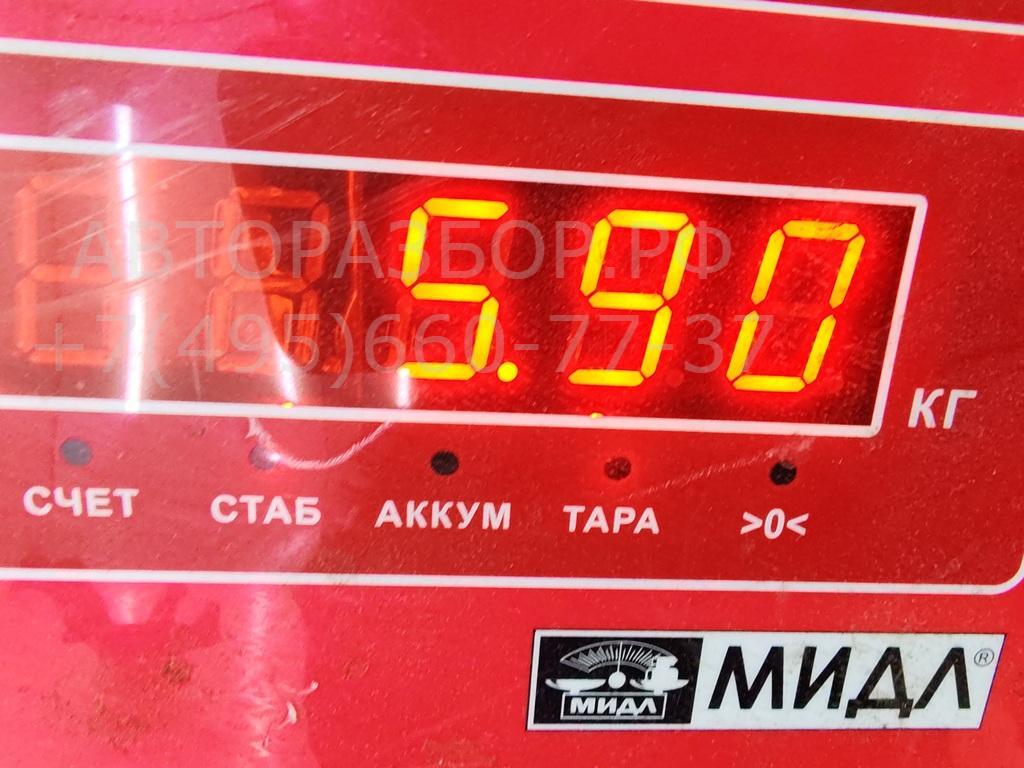 АВТОРАЗБОР.РФ
+7(495)660-77-37
5.90
КГ
СЧЕТ СТАБ АККУМ ТАРА >0<
МИДЛ МИДЛ®